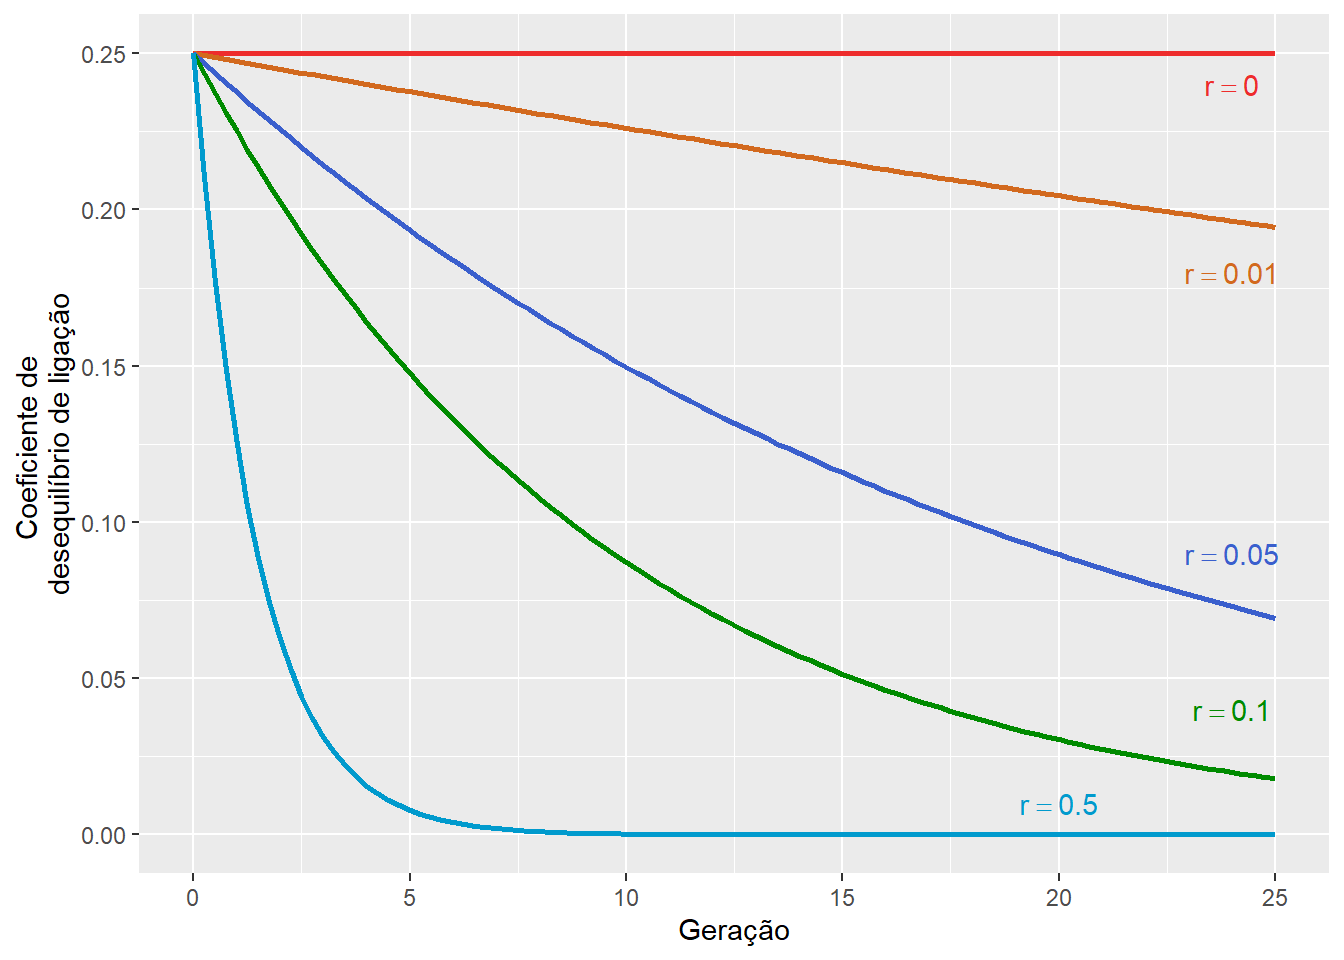 0.25
0.20
0.15
0.10
0.05
0.00
Coeficiente de
desequilíbrio de ligação
r = 0
r = 0.01
r = 0.05
r = 0.1
r = 0.5
0 5 10 15 20 25
Geração